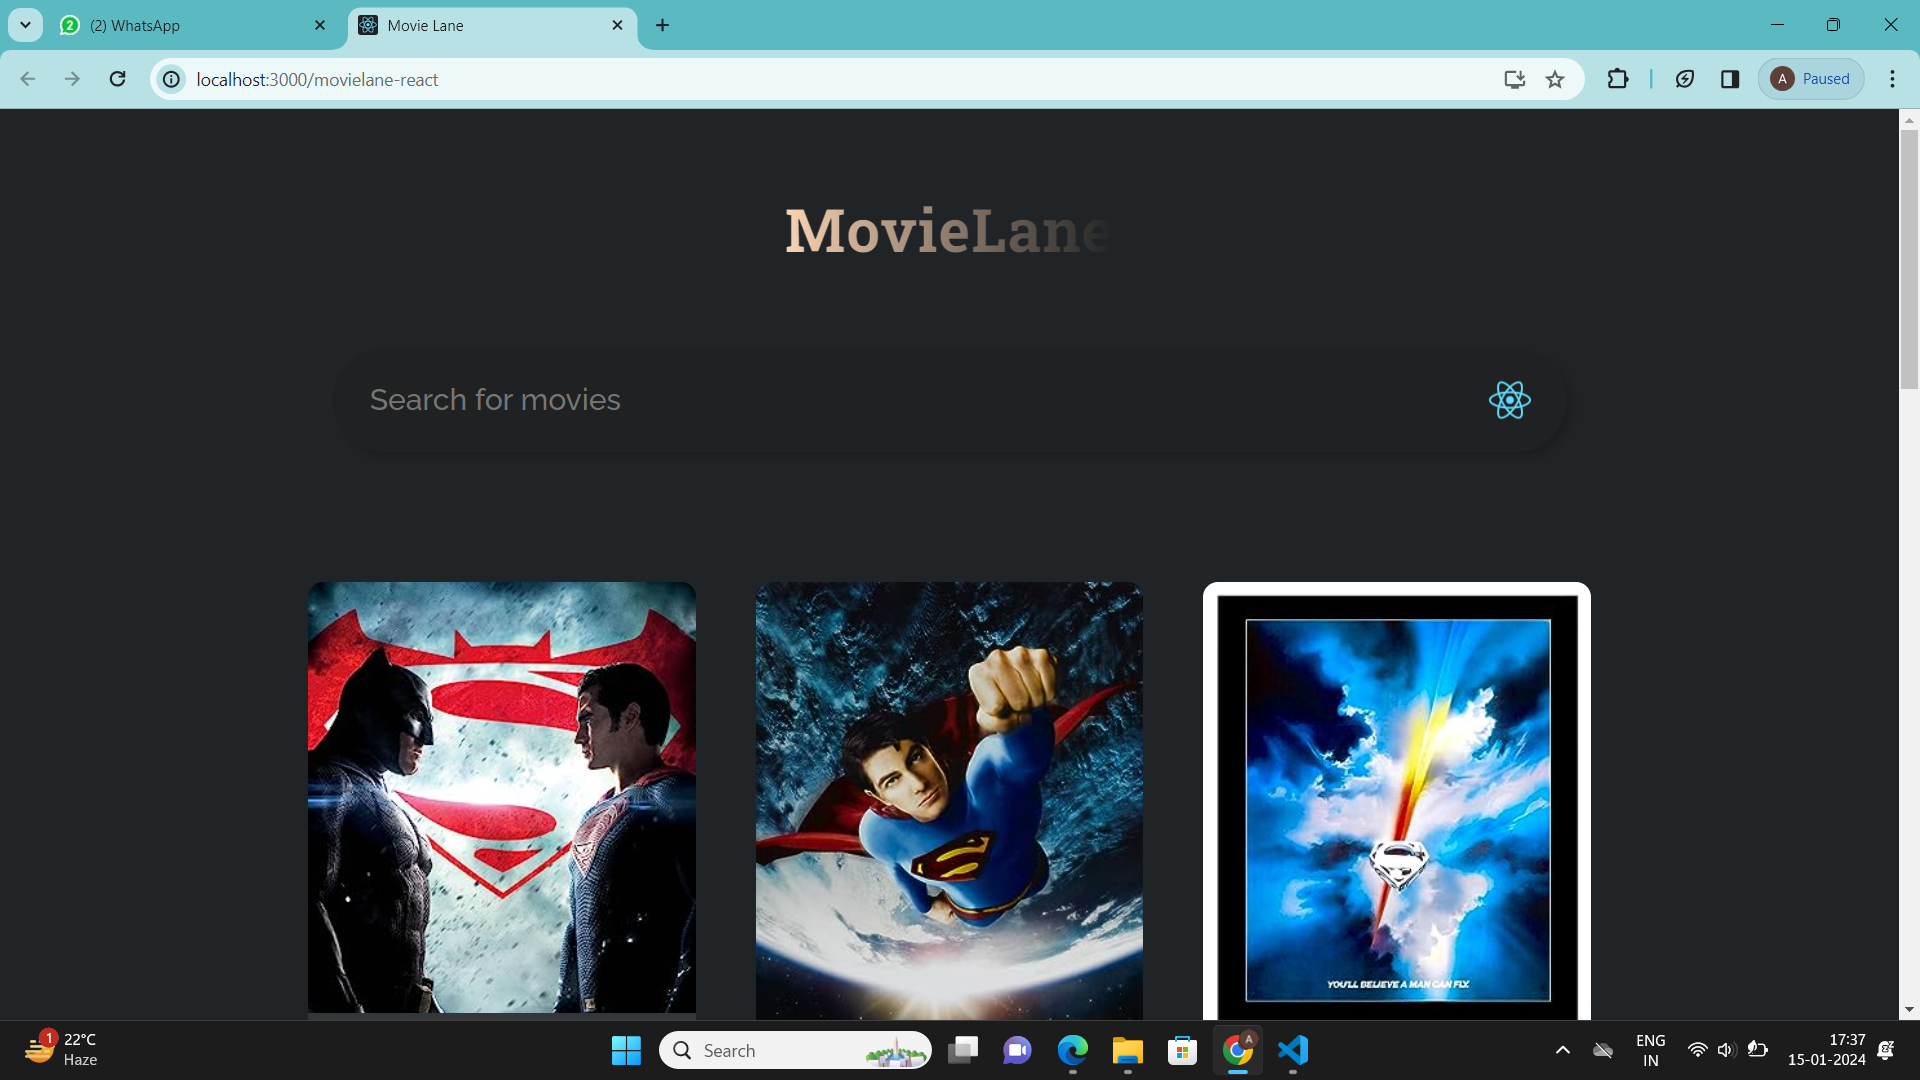 2
(2) WhatsApp
Movie Lane
localhost:3000/movielane-react
A
Paused
MovieLane
Search for movies
YOU'LL BELIEVE A MAN CAN FLY.
1
22°C
Haze
Search
A
ENG
IN
17:37
15-01-2024